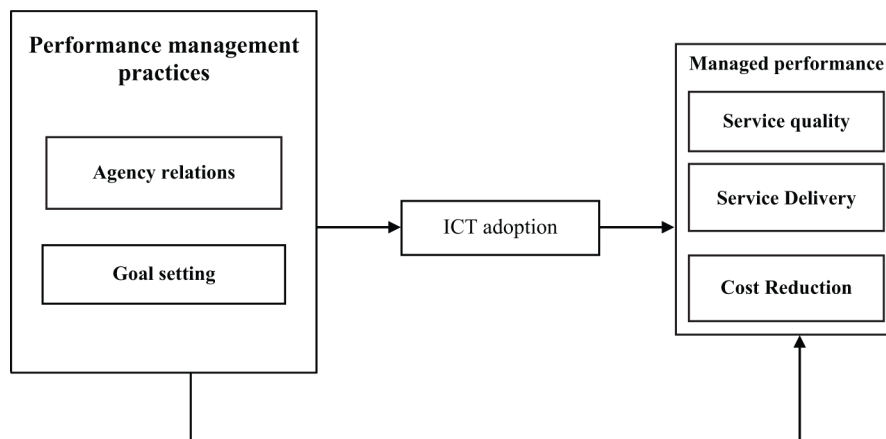 Performance management
practices
Agency relations
Goal setting
ICT adoption
Managed performance
Service quality
Service Delivery
Cost Reduction